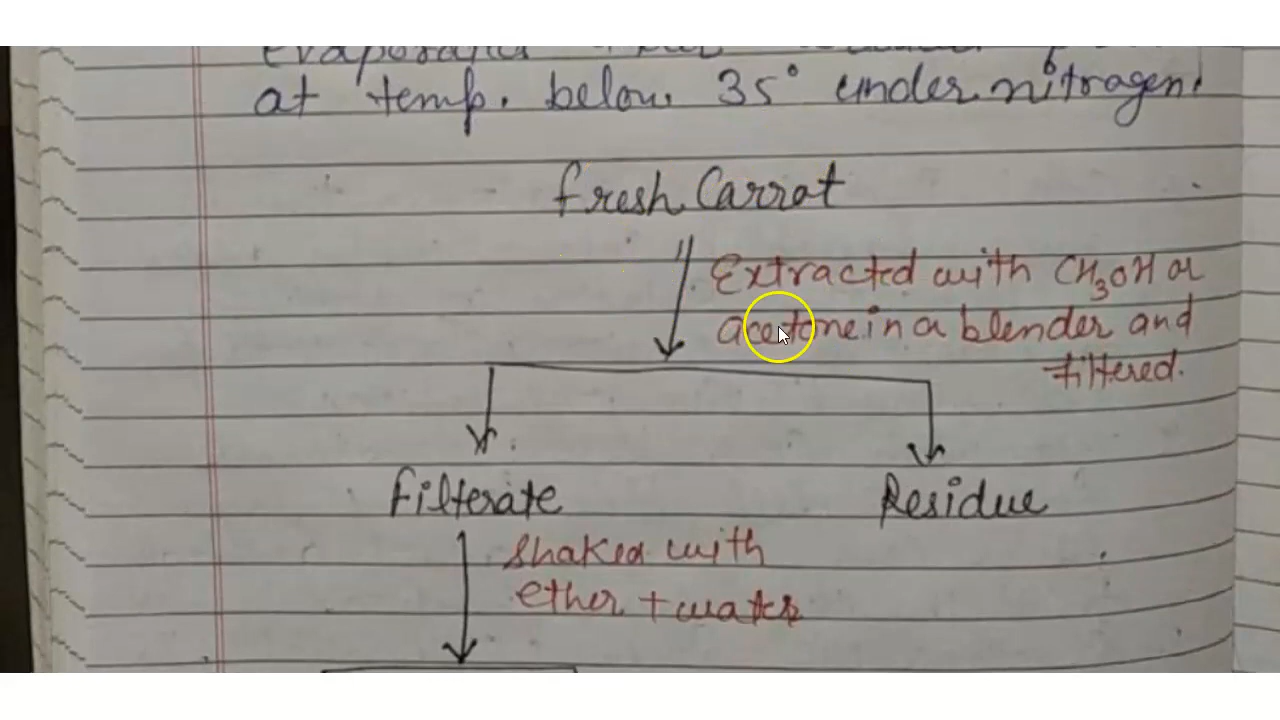 at temp. below 35° under nitrogen.
fresh Carrot
Extracted with CH3OH or
acetone in a blender and
filtered.
Filterate
Residue
shaked with
ether + water